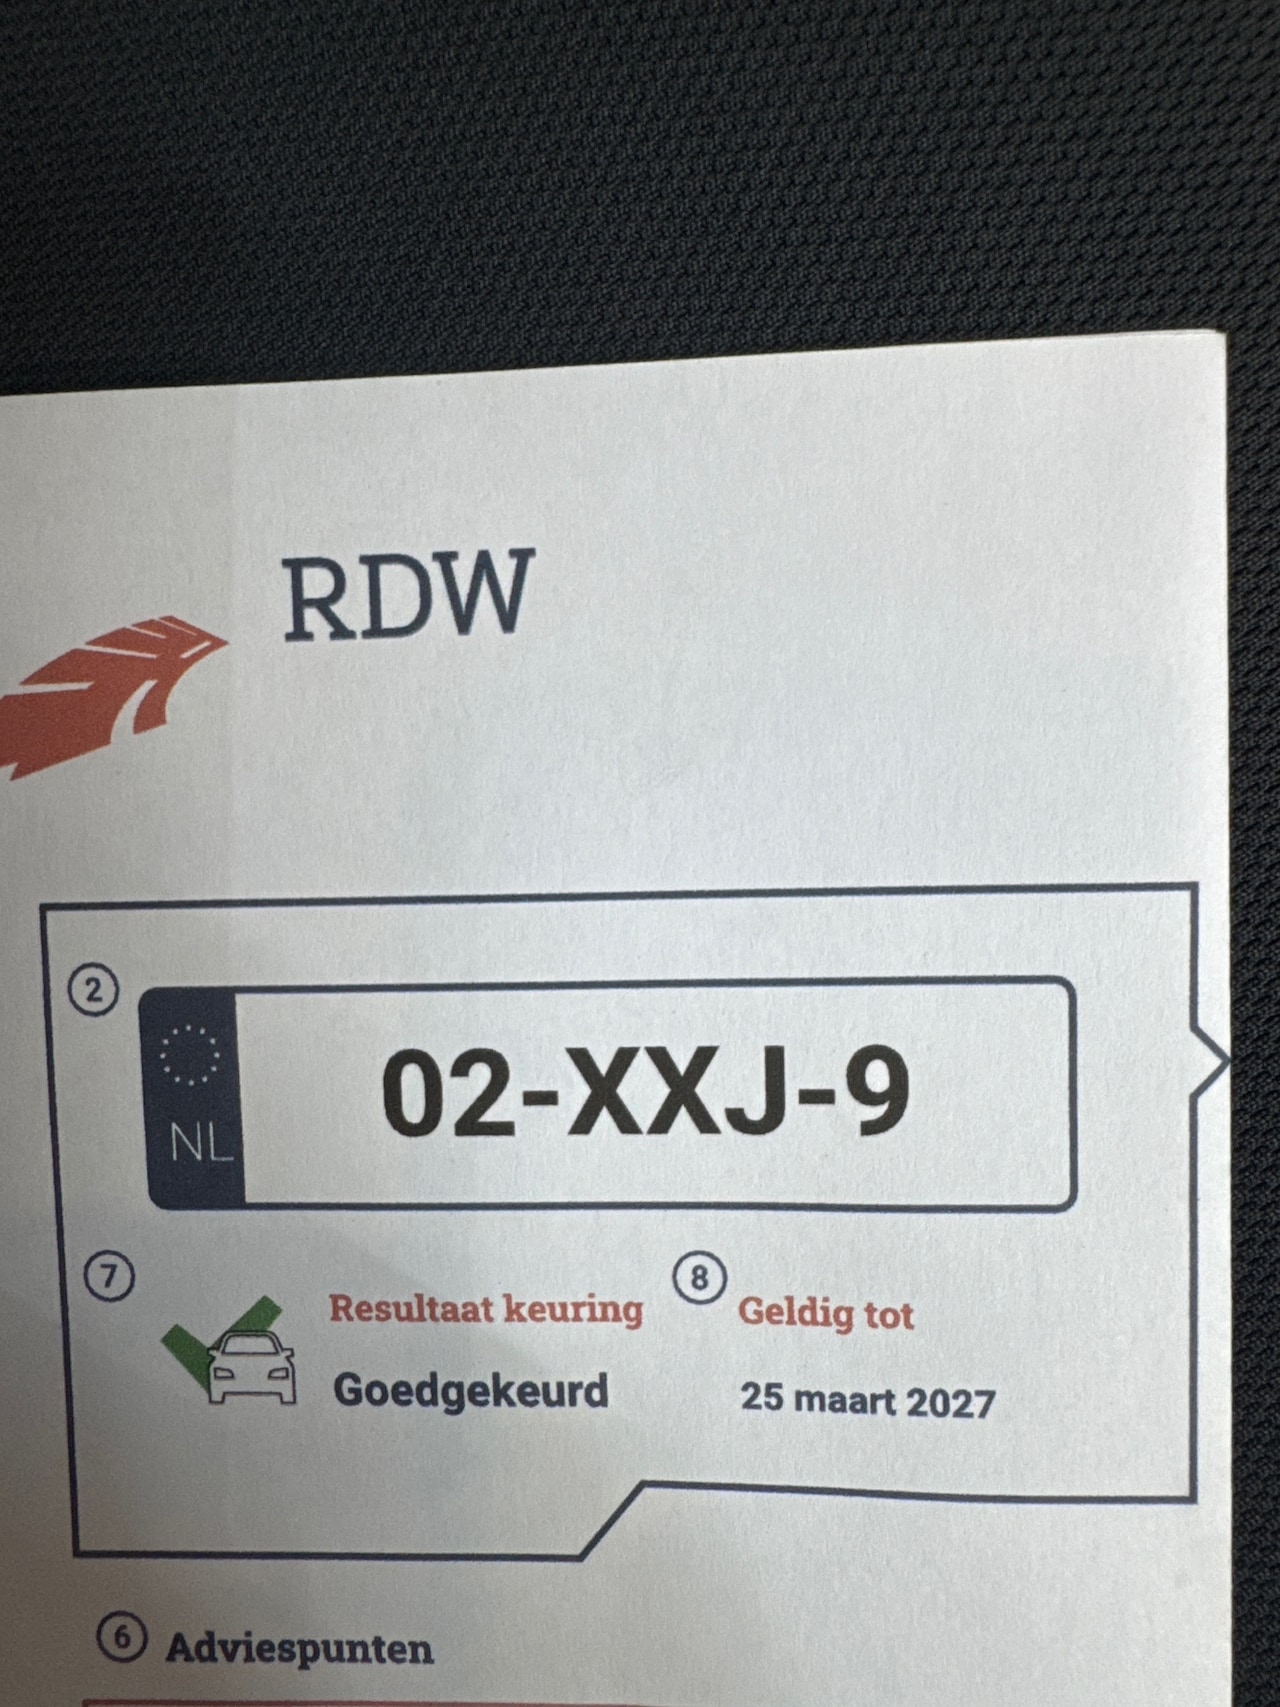 RDW
2
NL
02-XXJ-9
7
Resultaat keuring
8
Geldig tot
Goedgekeurd
25 maart 2027
6 Adviespunten